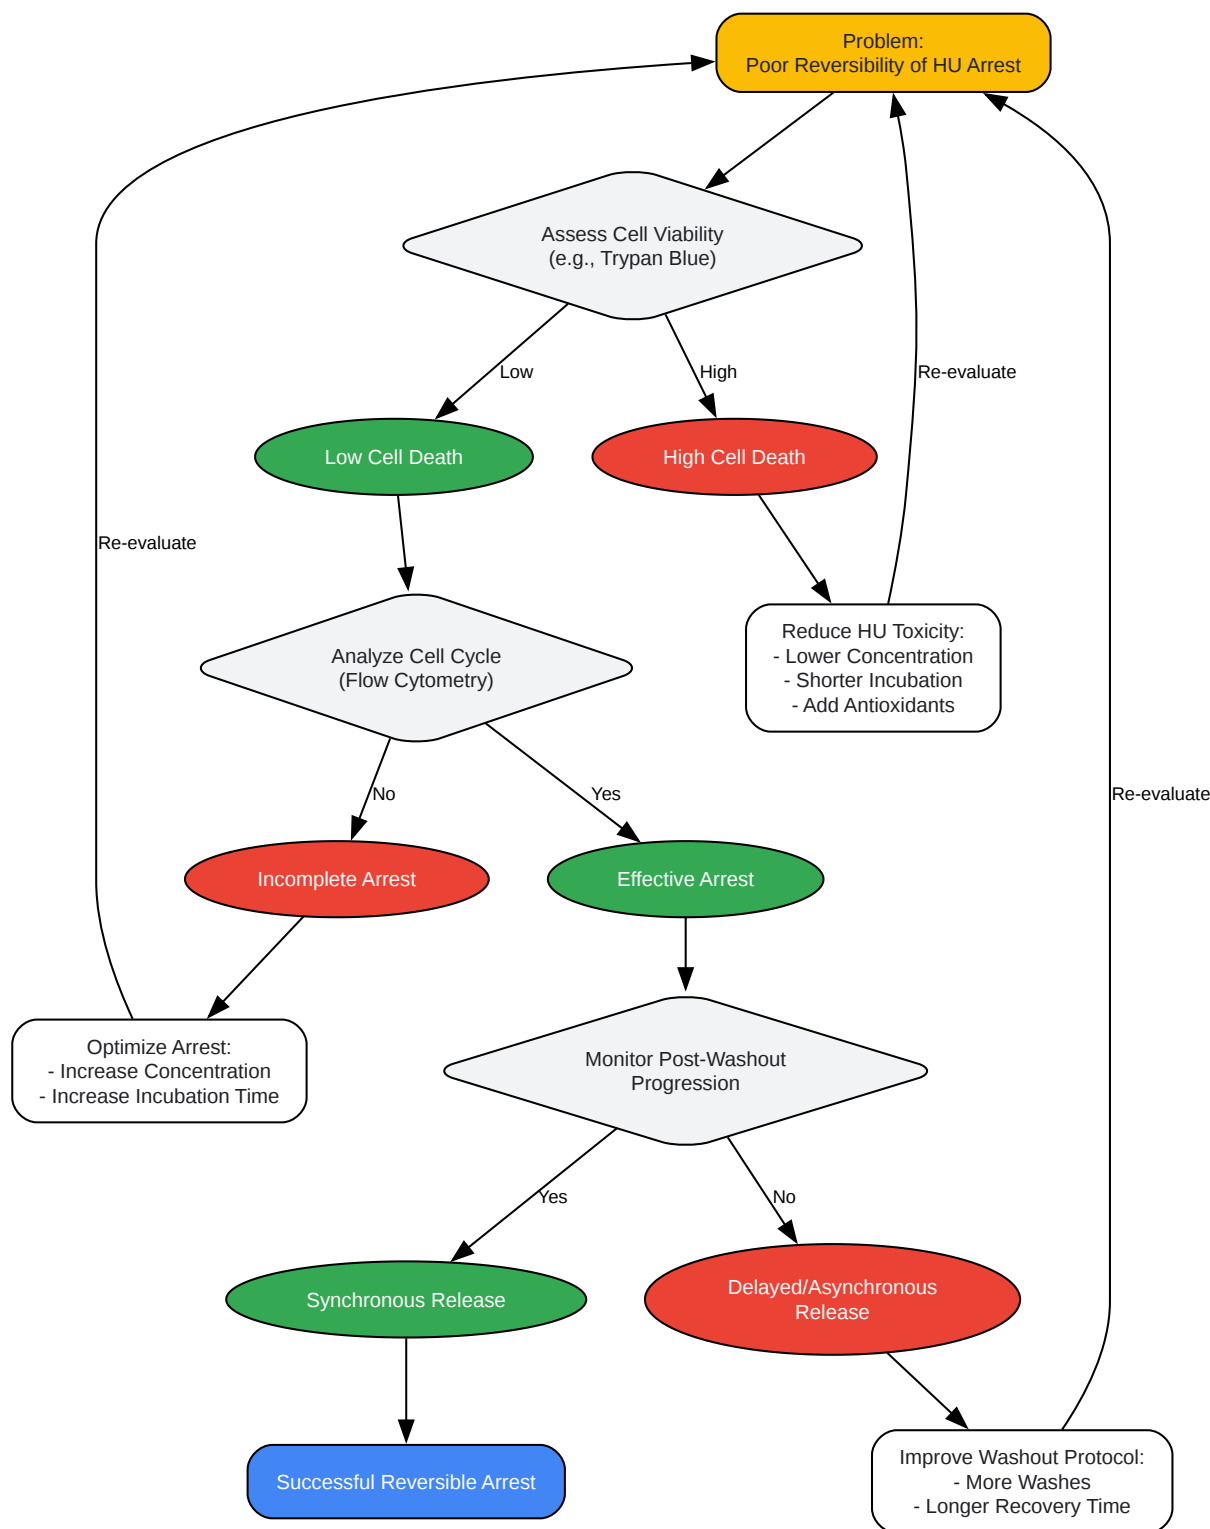 Problem:
Poor Reversibility of HU Arrest
Assess Cell Viability
(e.g., Trypan Blue)
Low
High
Re-evaluate
Low Cell Death
High Cell Death
Re-evaluate
Reduce HU Toxicity:
- Lower Concentration
- Shorter Incubation
- Add Antioxidants
Analyze Cell Cycle
(Flow Cytometry)
No
Yes
Re-evaluate
Incomplete Arrest
Effective Arrest
Optimize Arrest:
- Increase Concentration
- Increase Incubation Time
Monitor Post-Washout
Progression
Yes
No
Synchronous Release
Delayed/Asynchronous
Release
Successful Reversible Arrest
Improve Washout Protocol:
- More Washes
- Longer Recovery Time